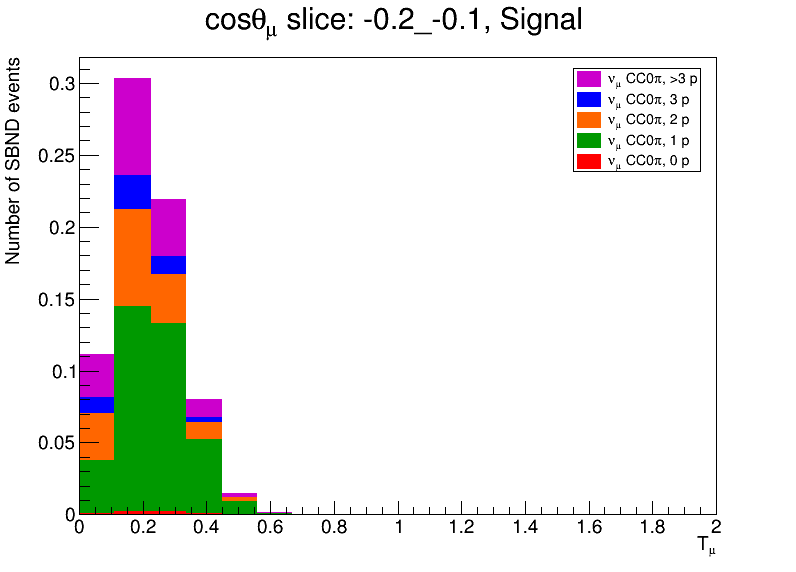 cosθμ slice: -0.2_-0.1, Signal
Number of SBND events
νμ CC0π, >3 p
νμ CC0π, 3 p
νμ CC0π, 2 p
νμ CC0π, 1 p
νμ CC0π, 0 p
0.3
0.25
0.2
0.15
0.1
0.05
0
0 0.2 0.4 0.6 0.8 1 1.2 1.4 1.6 1.8 2
Tμ